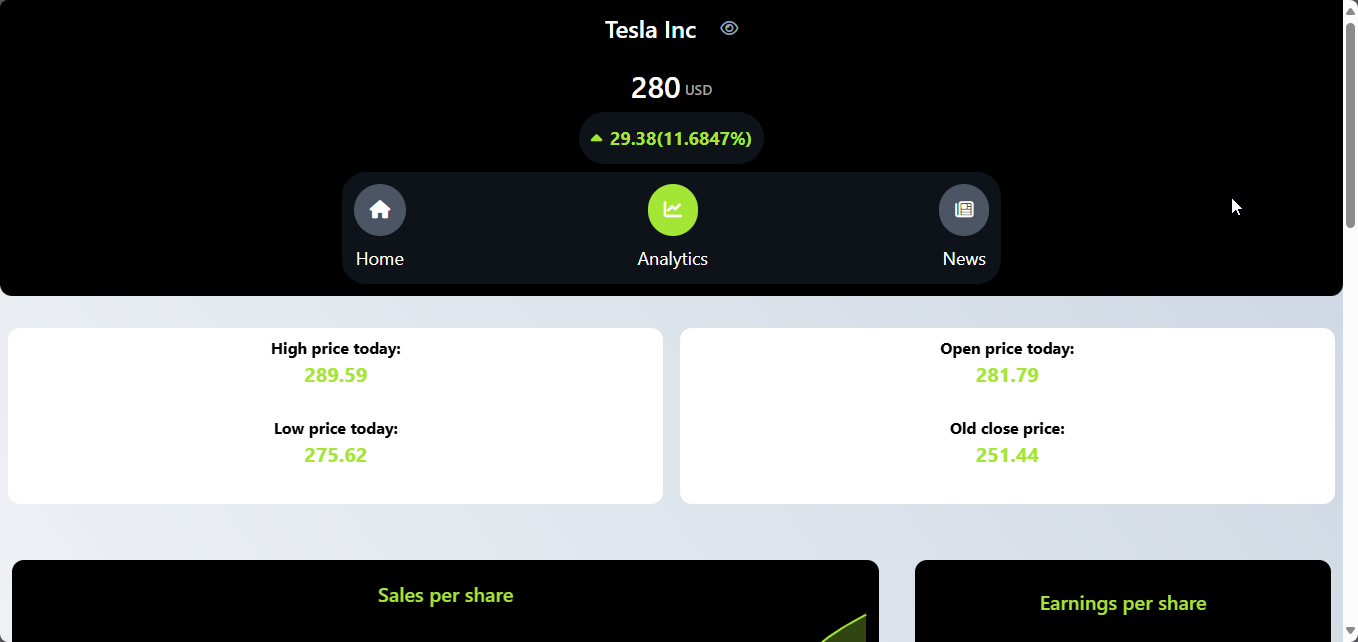 Tesla Inc
280 USD
29.38(11.6847%)
Home
Analytics
News
High price today:
289.59
Low price today:
275.62
Open price today:
281.79
Old close price:
251.44
Sales per share
Earnings per share